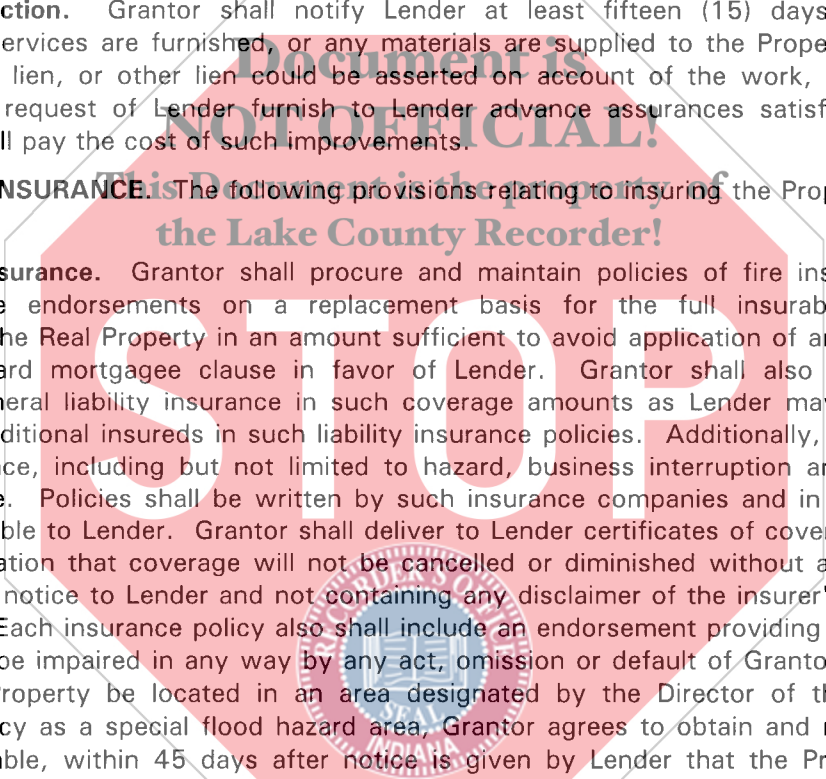 ction. Grantor shall notify Lender at least fifteen (15) days
ervices are furnished, or any materials are supplied to the Prope
lien, or other lien could be asserted on account of the work,
request of Lender furnish to Lender advance assurances satisf
ll pay the cost of such improvements.
Document is
NOT OFFICIAL!
This Document is the property of
the Lake County Recorder!
NSURANCE. The following provisions relating to insuring the Prop
surance. Grantor shall procure and maintain policies of fire ins
e endorsements on a replacement basis for the full insurab
he Real Property in an amount sufficient to avoid application of a
ard mortgagee clause in favor of Lender. Grantor shall also
neral liability insurance in such coverage amounts as Lender ma
ditional insureds in such liability insurance policies. Additionally,
nce, including but not limited to hazard, business interruption a
e. Policies shall be written by such insurance companies and in
ble to Lender. Grantor shall deliver to Lender certificates of cove
ation that coverage will not be cancelled or diminished without a
notice to Lender and not containing any disclaimer of the insurer'
Each insurance policy also shall include an endorsement providing
be impaired in any way by any act, omission or default of Granto
roperty be located in an area designated by the Director of t
cy as a special flood hazard area, Grantor agrees to obtain and
able, within 45 days after notice is given by Lender that the Pr
STOP
RECORDER'S OFFICE
SEAL
INDIANA